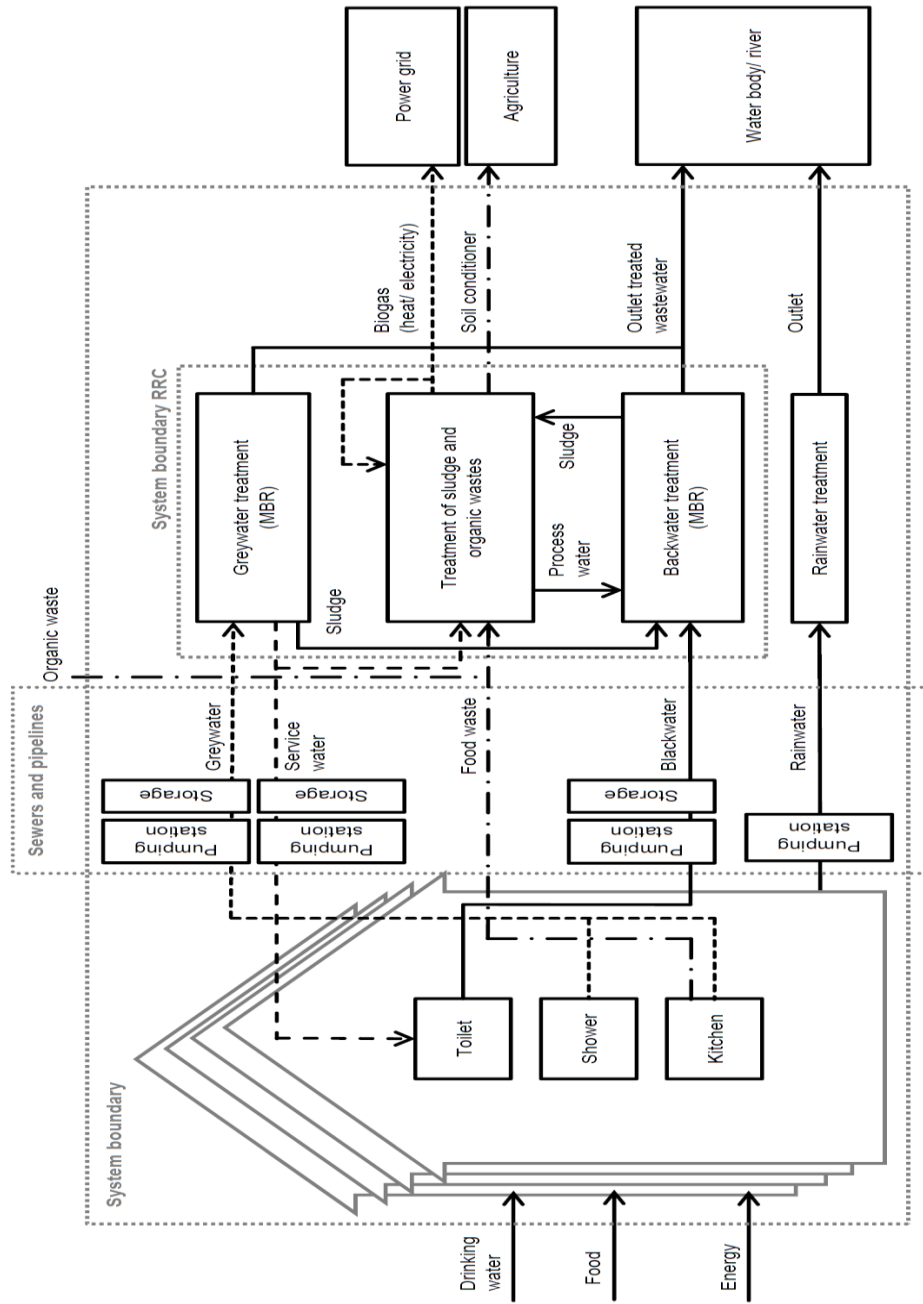 System boundary
Drinking
water
Food
Energy
Toilet
Shower
Kitchen
Sewers and pipelines
Pumping
station
Storage
Pumping
station
Storage
Pumping
station
Storage
Pumping
station
Greywater
Service
water
Food waste
Blackwater
Rainwater
Organic waste
System boundary RRC
Greywater treatment
(MBR)
Sludge
Treatment of sludge and
organic wastes
Process
water
Sludge
Backwater treatment
(MBR)
Rainwater treatment
Biogas
(heat/ electricity)
Soil conditioner
Outlet treated
wastewater
Outlet
Power grid
Agriculture
Water body/ river